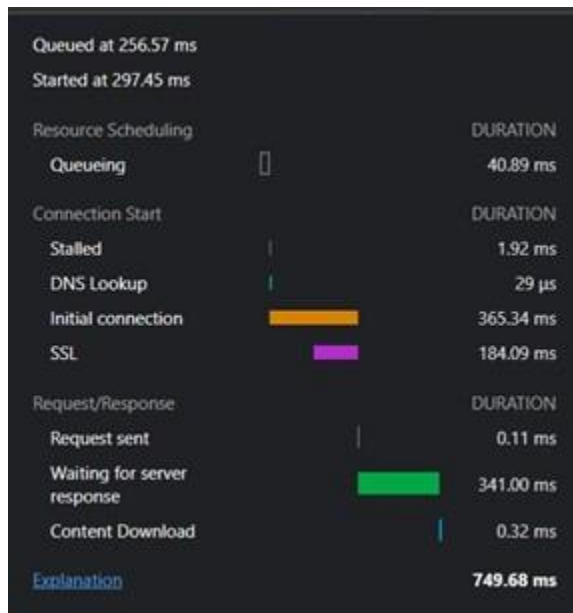 Queued at 256.57 ms
Started at 297.45 ms
Resource Scheduling DURATION
Queueing 40.89 ms
Connection Start DURATION
Stalled 1.92 ms
DNS Lookup 29 μs
Initial connection 365.34 ms
SSL 184.09 ms
Request/Response DURATION
Request sent 0.11 ms
Waiting for server
response 341.00 ms
Content Download 0.32 ms
Explanation 749.68 ms